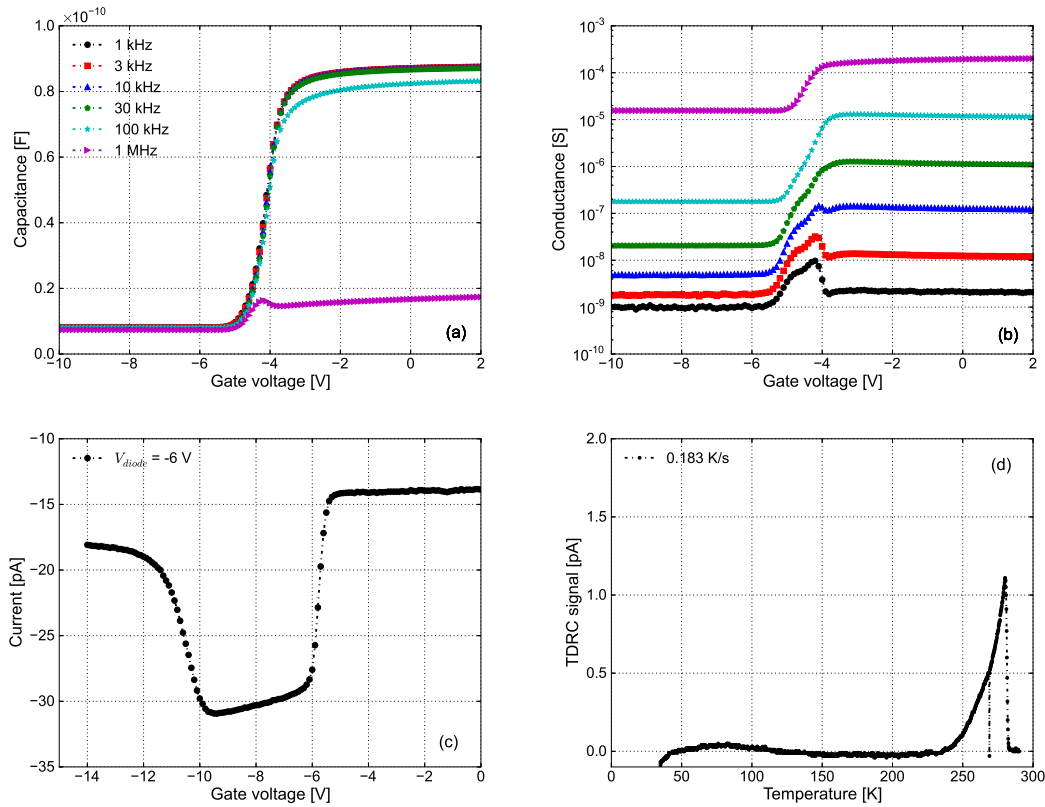 ×10⁻¹⁰
1.0
0.8
0.6
0.4
0.2
0.0
Capacitance [F]
1 kHz
3 kHz
10 kHz
30 kHz
100 kHz
1 MHz
(a)
−10 −8 −6 −4 −2 0 2
Gate voltage [V]
10⁻³
10⁻⁴
10⁻⁵
10⁻⁶
10⁻⁷
10⁻⁸
10⁻⁹
10⁻¹⁰
Conductance [S]
(b)
−10 −8 −6 −4 −2 0 2
Gate voltage [V]
−10
−15
−20
−25
−30
−35
Current [pA]
V_diode = -6 V
(c)
−14 −12 −10 −8 −6 −4 −2 0
Gate voltage [V]
2.0
1.5
1.0
0.5
0.0
TDRC signal [pA]
0.183 K/s
(d)
0 50 100 150 200 250 300
Temperature [K]